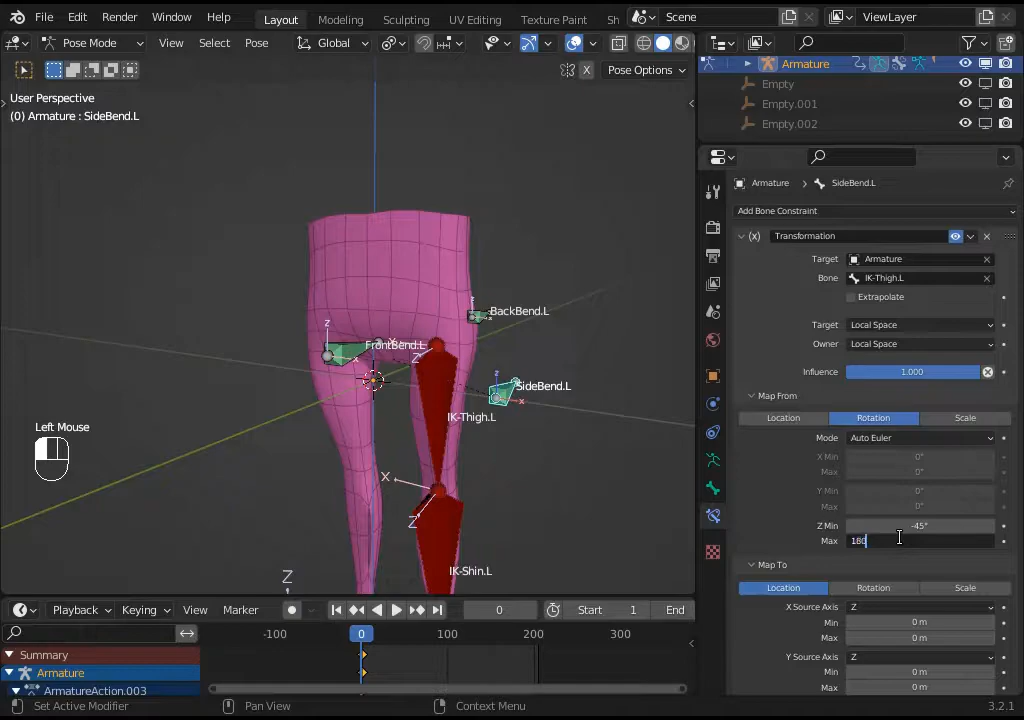 File Edit Render Window Help Layout Modeling Sculpting UV Editing Texture Paint Sh Scene ViewLayer
Pose Mode View Select Pose Global
X Pose Options
User Perspective
(0) Armature : SideBend.L
Armature
Empty
Empty.001
Empty.002
Armature SideBend.L
Add Bone Constraint
(x) Transformation
Target Armature
Bone IK-Thigh.L
Extrapolate
Target Local Space
Owner Local Space
Influence 1.000
Map From
Location Rotation Scale
Mode Auto Euler
X Min 0°
Max 0°
Y Min 0°
Max 0°
Z Min -45°
Max 180
Map To
Location Rotation Scale
X Source Axis Z
Min 0 m
Max 0 m
Y Source Axis Z
Min 0 m
Max 0 m
BackBend.L
FrontBend.L
SideBend.L
IK-Thigh.L
IK-Shin.L
Left Mouse
Playback Keying View Marker 0 Start 1 End
-100 0 100 200 300
Summary
Armature
ArmatureAction.003
Set Active Modifier Pan View Context Menu 3.2.1